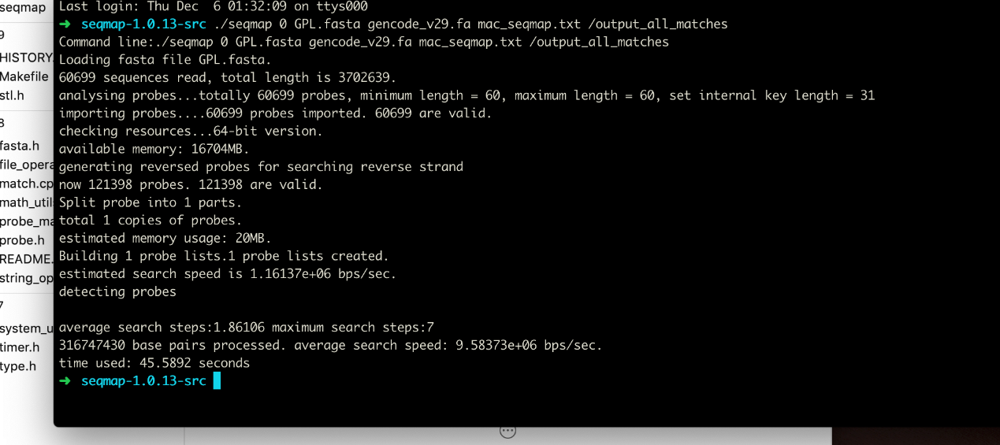 seqmap
9
HISTORY.
Makefile
stl.h
8
fasta.h
file_opera
match.cp
math_util
probe_ma
probe.h
README.
string_op
7
system_u
timer.h
type.h
Last login: Thu Dec  6 01:32:09 on ttys000
➜  seqmap-1.0.13-src ./seqmap 0 GPL.fasta gencode_v29.fa mac_seqmap.txt /output_all_matches
Command line:./seqmap 0 GPL.fasta gencode_v29.fa mac_seqmap.txt /output_all_matches
Loading fasta file GPL.fasta.
60699 sequences read, total length is 3702639.
analysing probes...totally 60699 probes, minimum length = 60, maximum length = 60, set internal key length = 31
importing probes....60699 probes imported. 60699 are valid.
checking resources...64-bit version.
available memory: 16704MB.
generating reversed probes for searching reverse strand
now 121398 probes. 121398 are valid.
Split probe into 1 parts.
total 1 copies of probes.
estimated memory usage: 20MB.
Building 1 probe lists.1 probe lists created.
estimated search speed is 1.16137e+06 bps/sec.
detecting probes
average search steps:1.86106 maximum search steps:7
316747430 base pairs processed. average search speed: 9.58373e+06 bps/sec.
time used: 45.5892 seconds
➜  seqmap-1.0.13-src